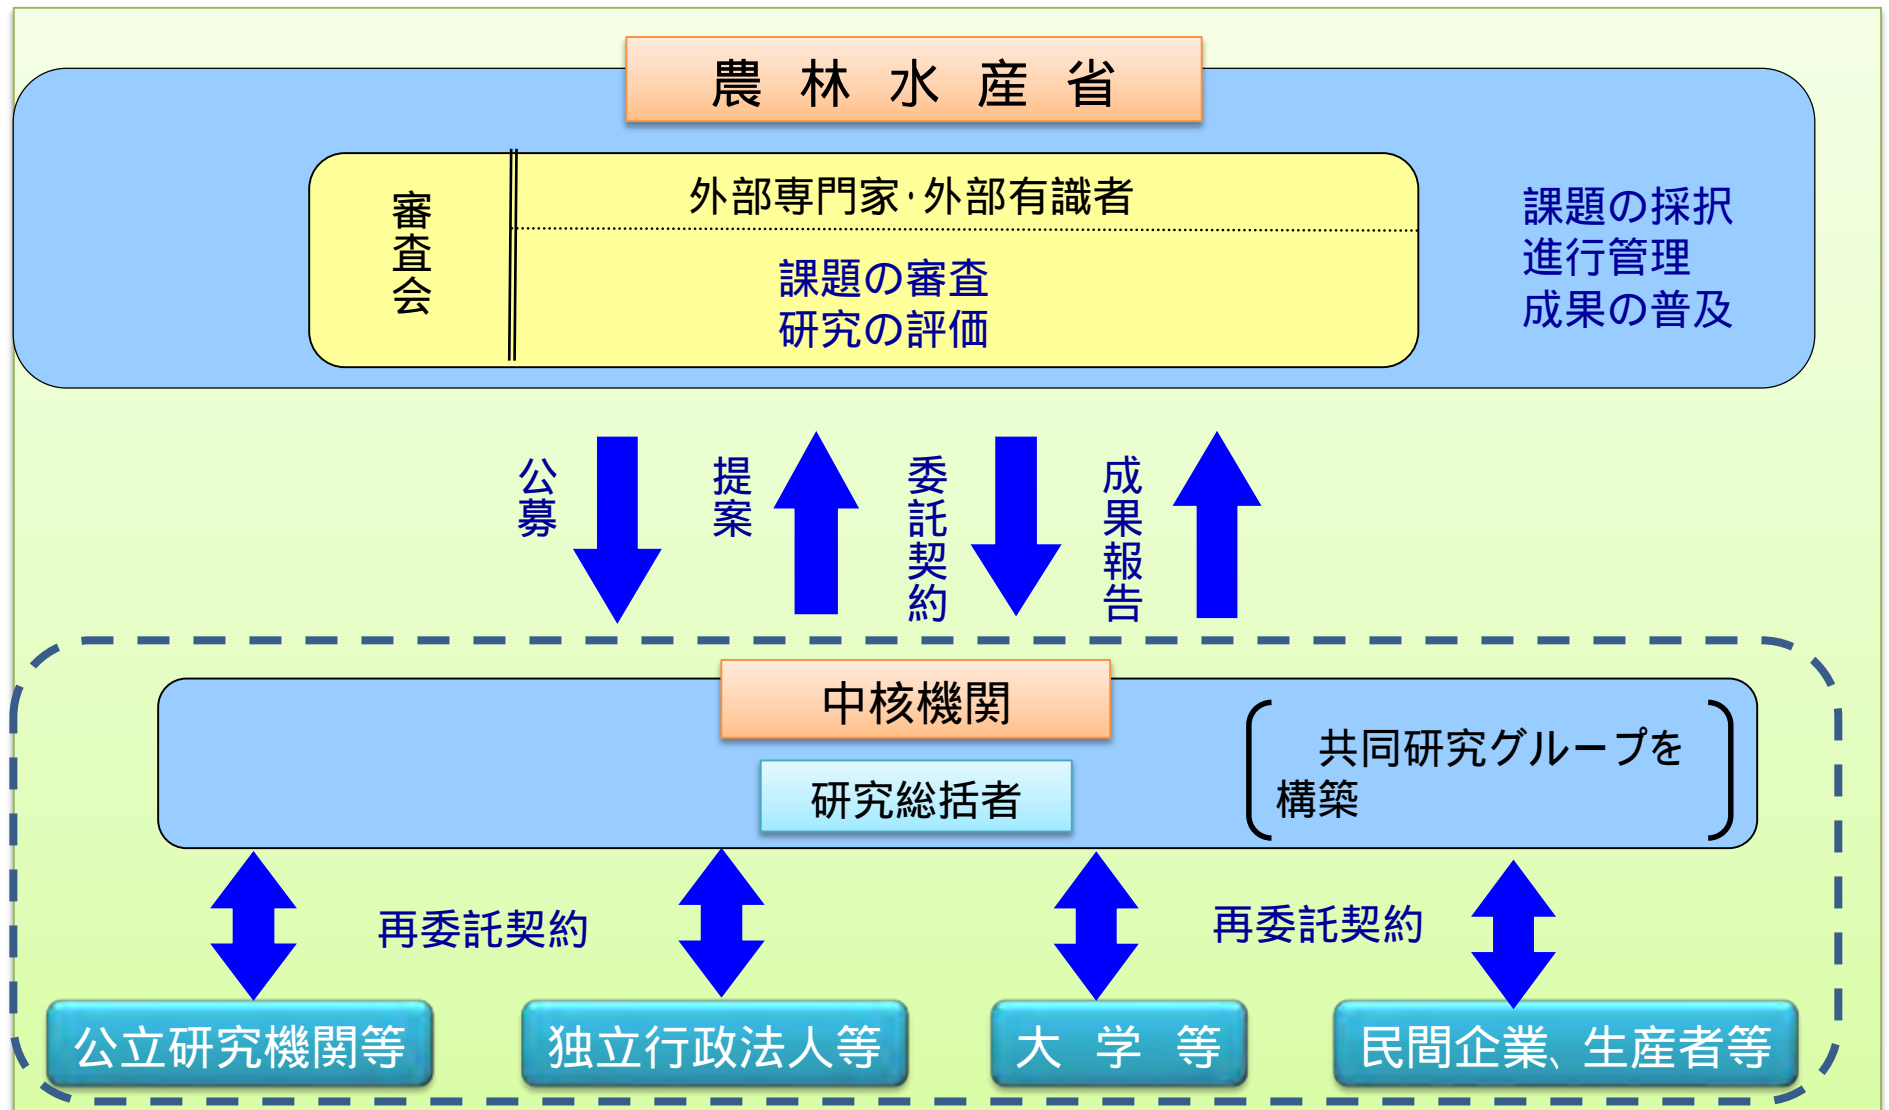 農 林 水 産 省
審査会
外部専門家・外部有識者
課題の審査
研究の評価
課題の採択
進行管理
成果の普及
公募
提案
委託契約
成果報告
中核機関
研究総括者
共同研究グループを
構築
再委託契約
再委託契約
公立研究機関等
独立行政法人等
大 学 等
民間企業、生産者等